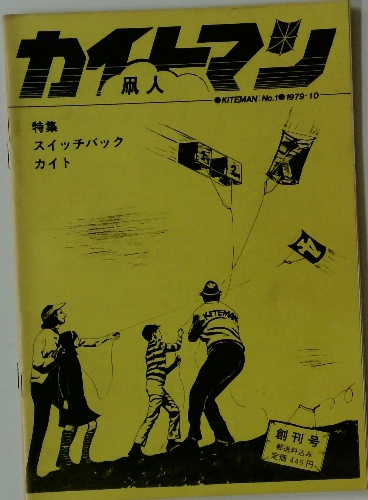 カイトマン
凧人
●KITEMAN:No.1●1979·10
特集
スイッチバック
カイト
KITEMAN
創刊号
郵送料込み
定価440円